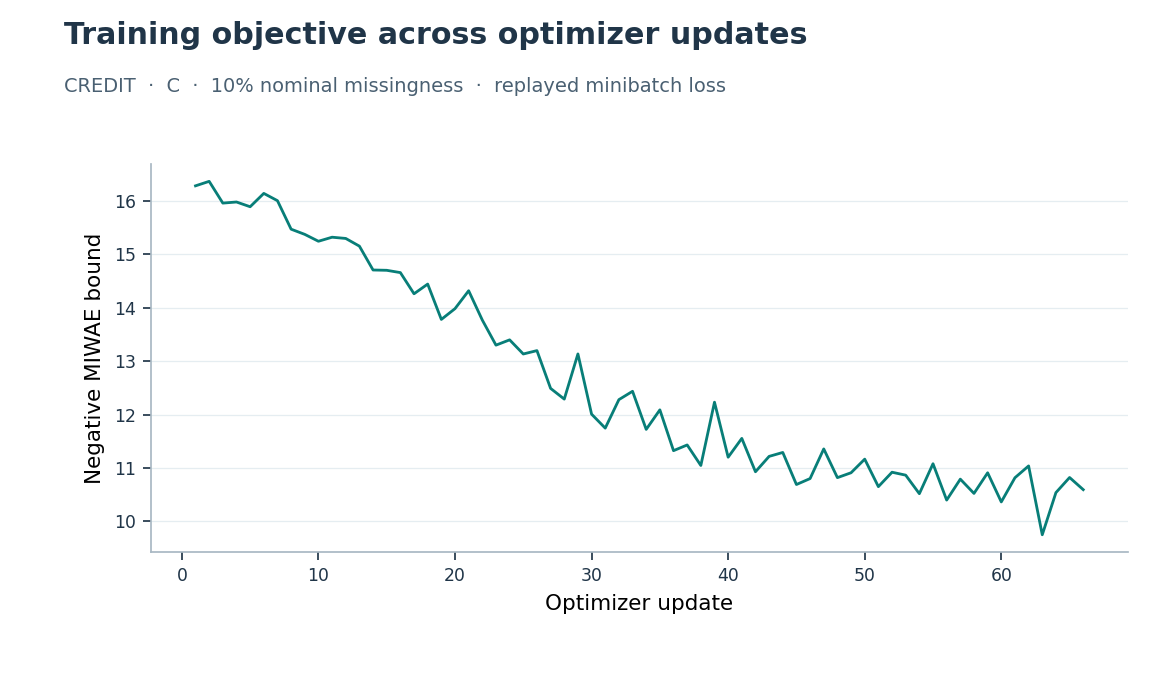 Training objective across optimizer updates
CREDIT · C · 10% nominal missingness · replayed minibatch loss
Negative MIWAE bound
16
15
14
13
12
11
10
0 10 20 30 40 50 60
Optimizer update